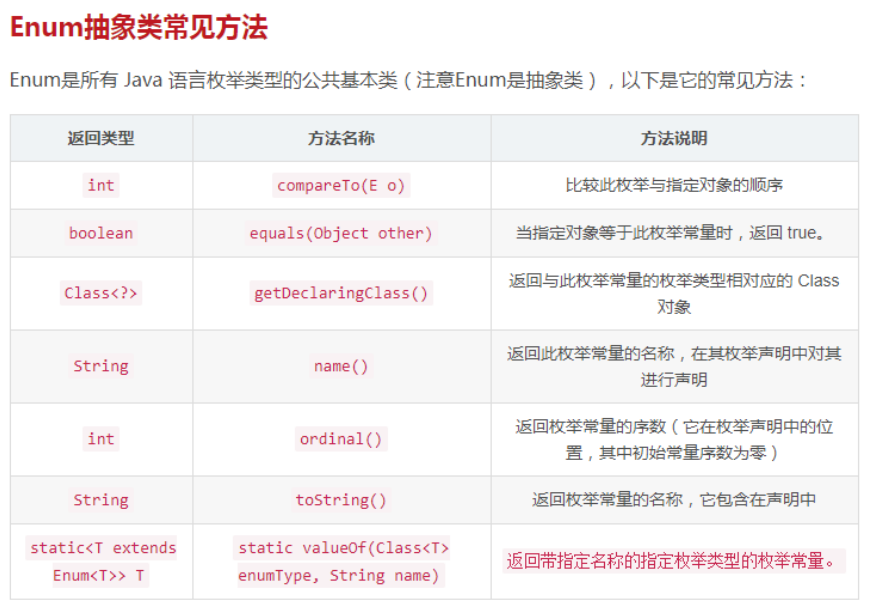 Enum抽象类常见方法
Enum是所有 Java 语言枚举类型的公共基本类（注意Enum是抽象类），以下是它的常见方法：
返回类型 方法名称 方法说明
int compareTo(E o) 比较此枚举与指定对象的顺序
boolean equals(Object other) 当指定对象等于此枚举常量时，返回 true。
Class<?> getDeclaringClass() 返回与此枚举常量的枚举类型相对应的 Class
对象
String name() 返回此枚举常量的名称，在其枚举声明中对其
进行声明
int ordinal() 返回枚举常量的序数（它在枚举声明中的位
置，其中初始常量序数为零）
String toString() 返回枚举常量的名称，它包含在声明中
static<T extends static valueOf(Class<T> 返回带指定名称的指定枚举类型的枚举常量。
Enum<T>> T enumType, String name)